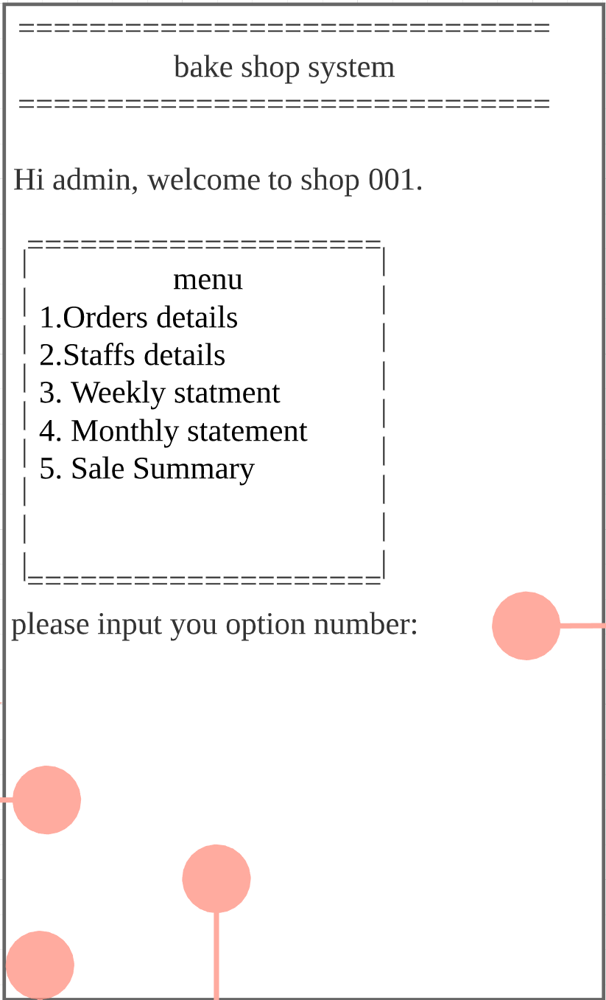 ==============================
bake shop system
==============================
Hi admin, welcome to shop 001.
====================
menu
1.Orders details
2.Staffs details
3. Weekly statment
4. Monthly statement
5. Sale Summary
====================
please input you option number: